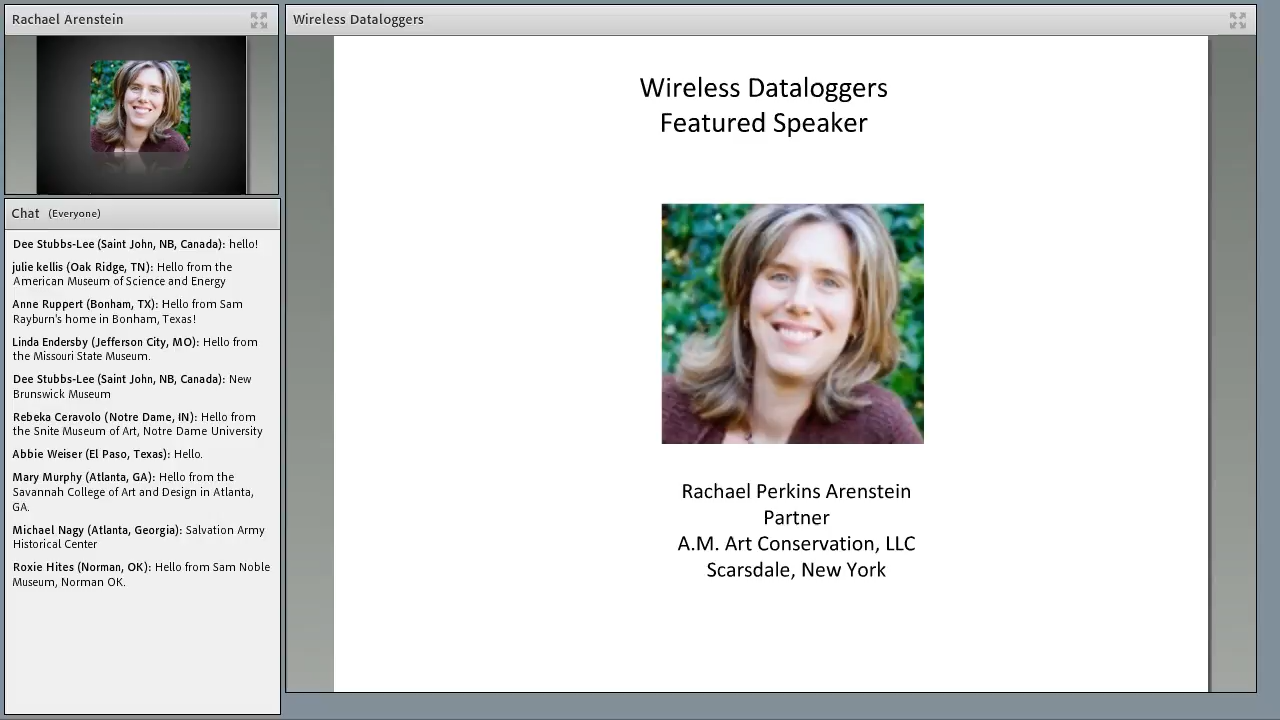 Rachael Arenstein
Chat (Everyone)
Dee Stubbs-Lee (Saint John, NB, Canada): hello!
julie kellis (Oak Ridge, TN): Hello from the
American Museum of Science and Energy
Anne Ruppert (Bonham, TX): Hello from Sam
Rayburn's home in Bonham, Texas!
Linda Endersby (Jefferson City, MO): Hello from
the Missouri State Museum.
Dee Stubbs-Lee (Saint John, NB, Canada): New
Brunswick Museum
Rebeka Ceravolo (Notre Dame, IN): Hello from
the Snite Museum of Art, Notre Dame University
Abbie Weiser (El Paso, Texas): Hello.
Mary Murphy (Atlanta, GA): Hello from the
Savannah College of Art and Design in Atlanta,
GA.
Michael Nagy (Atlanta, Georgia): Salvation Army
Historical Center
Roxie Hites (Norman, OK): Hello from Sam Noble
Museum, Norman OK.
Wireless Dataloggers
Wireless Dataloggers
Featured Speaker
Rachael Perkins Arenstein
Partner
A.M. Art Conservation, LLC
Scarsdale, New York